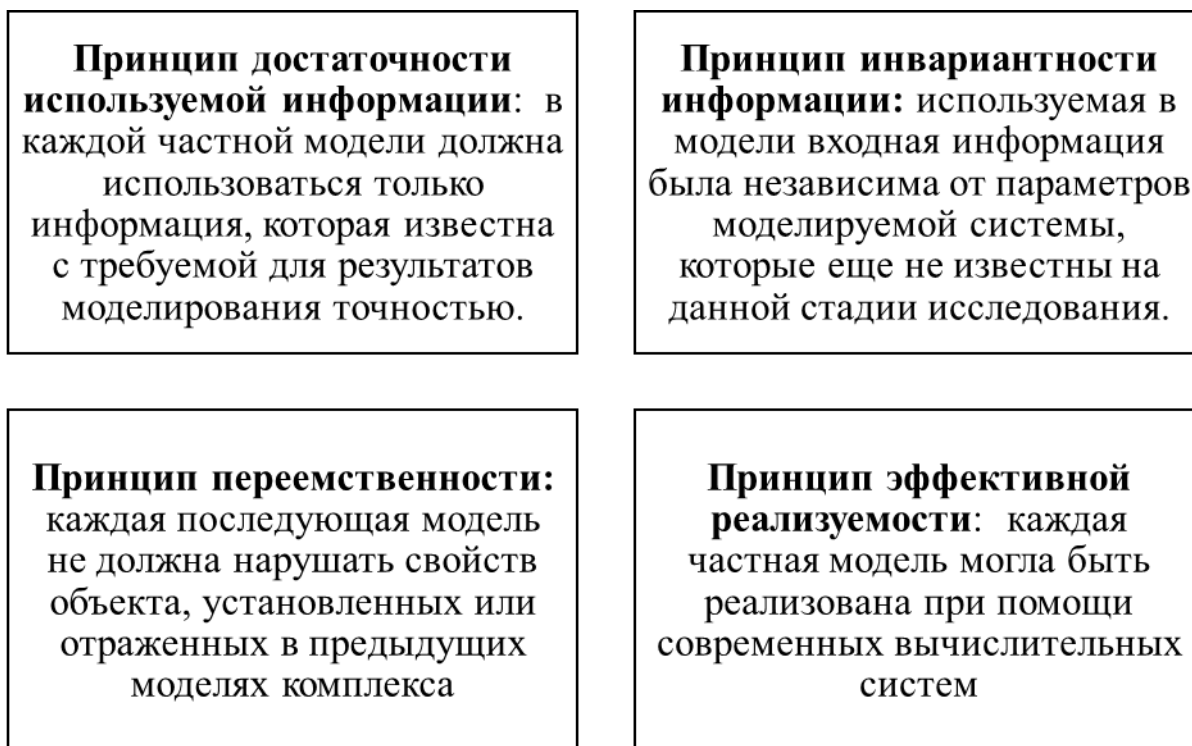 Принцип достаточности
используемой информации: в
каждой частной модели должна
использоваться только
информация, которая известна
с требуемой для результатов
моделирования точностью.
Принцип инвариантности
информации: используемая в
модели входная информация
была независима от параметров
моделируемой системы,
которые еще не известны на
данной стадии исследования.
Принцип переемственности:
каждая последующая модель
не должна нарушать свойств
объекта, установленных или
отраженных в предыдущих
моделях комплекса
Принцип эффективной
реализуемости: каждая
частная модель могла быть
реализована при помощи
современных вычислительных
систем